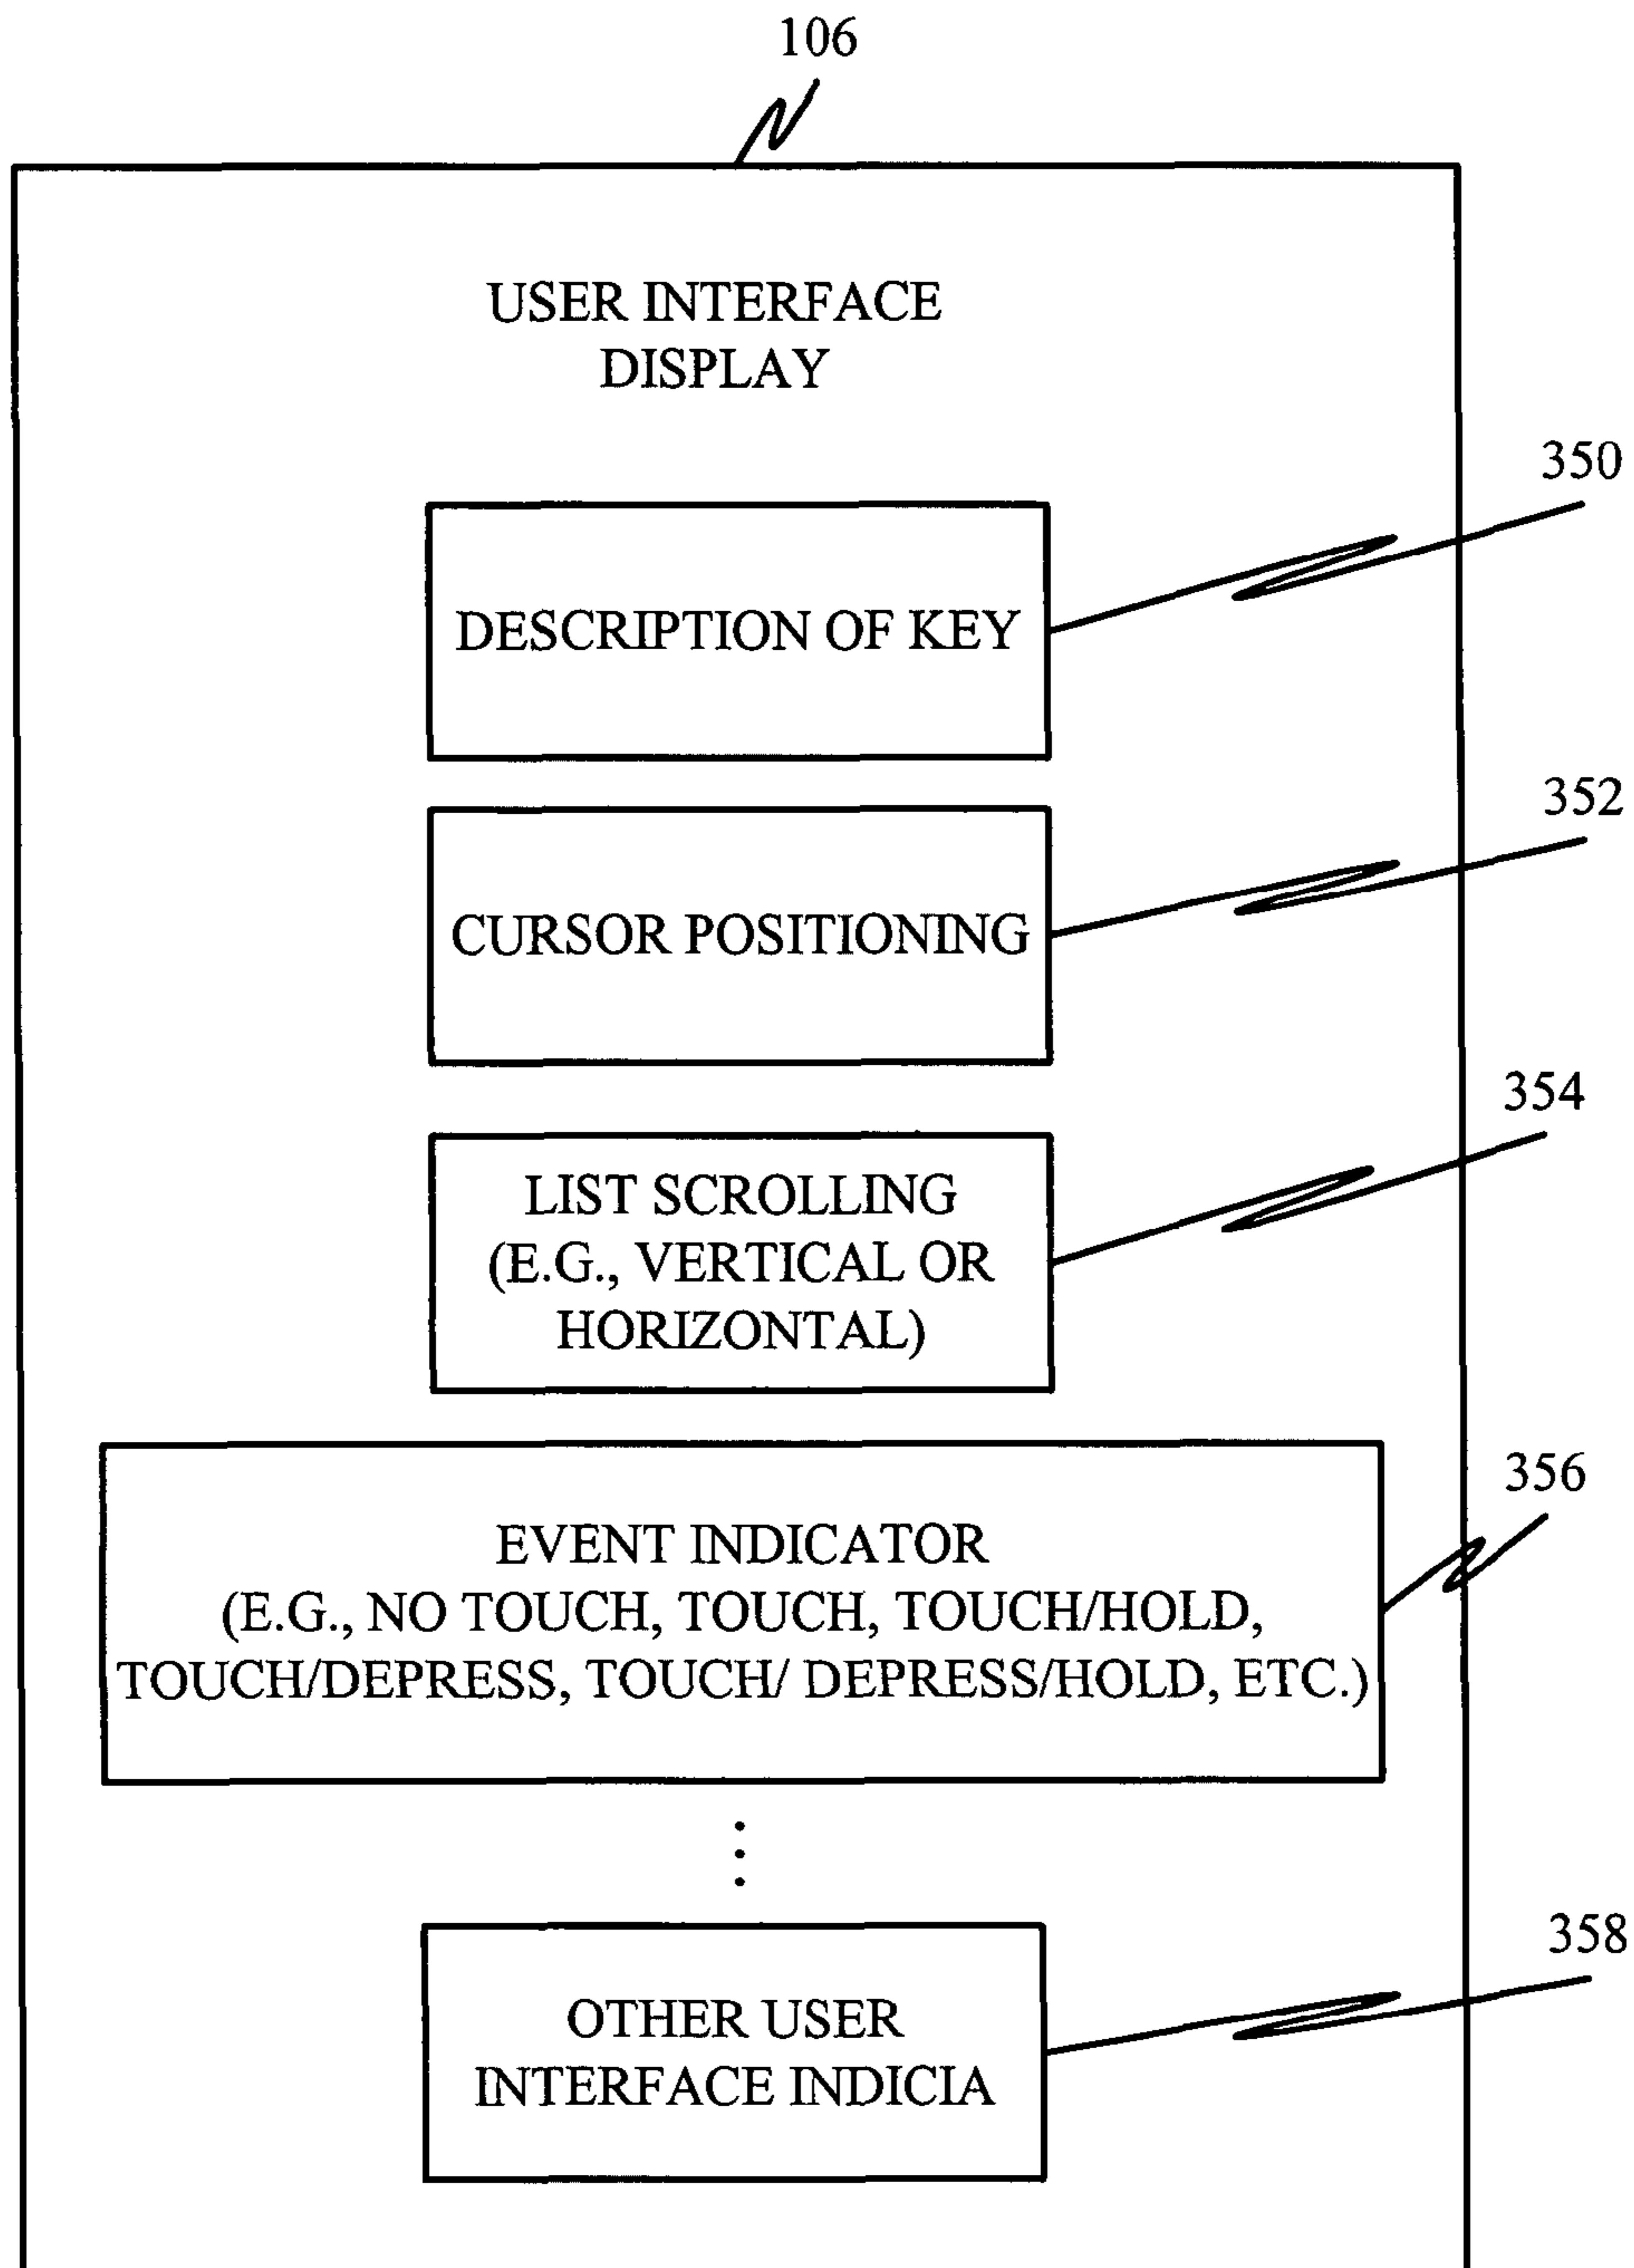 106
USER INTERFACE
DISPLAY
350
DESCRIPTION OF KEY
352
CURSOR POSITIONING
354
LIST SCROLLING
(E.G., VERTICAL OR
HORIZONTAL)
356
EVENT INDICATOR
(E.G., NO TOUCH, TOUCH, TOUCH/HOLD,
TOUCH/DEPRESS, TOUCH/ DEPRESS/HOLD, ETC.)
358
OTHER USER
INTERFACE INDICIA